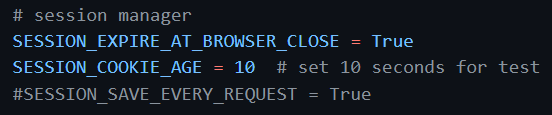 # session manager
SESSION_EXPIRE_AT_BROWSER_CLOSE = True
SESSION_COOKIE_AGE = 10  # set 10 seconds for test
#SESSION_SAVE_EVERY_REQUEST = True